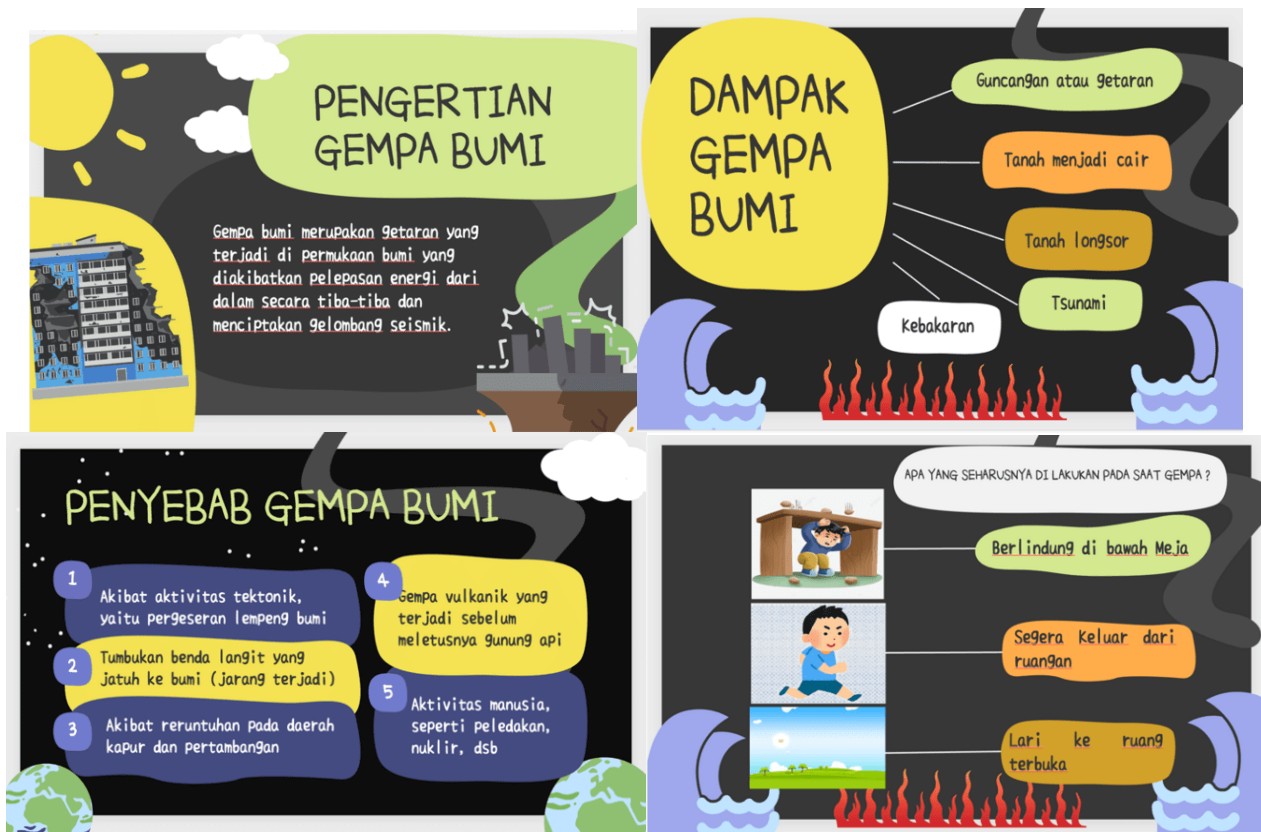 PENGERTIAN
GEMPA BUMI
Gempa bumi merupakan getaran yang
terjadi di permukaan bumi yang
diakibatkan pelepasan energi dari
dalam secara tiba-tiba dan
menciptakan gelombang seismik.
DAMPAK
GEMPA
BUMI
Guncangan atau getaran
Tanah menjadi cair
Tanah longsor
Tsunami
Kebakaran
PENYEBAB GEMPA BUMI
1
Akibat aktivitas tektonik,
yaitu pergeseran lempeng bumi
2
Tumbukan benda langit yang
jatuh ke bumi (jarang terjadi)
3
Akibat reruntuhan pada daerah
kapur dan pertambangan
4
Gempa vulkanik yang
terjadi sebelum
meletusnya gunung api
5
Aktivitas manusia,
seperti peledakan,
nuklir, dsb
APA YANG SEHARUSNYA DI LAKUKAN PADA SAAT GEMPA ?
Berlindung di bawah Meja
Segera Keluar dari
ruangan
Lari ke ruang
terbuka